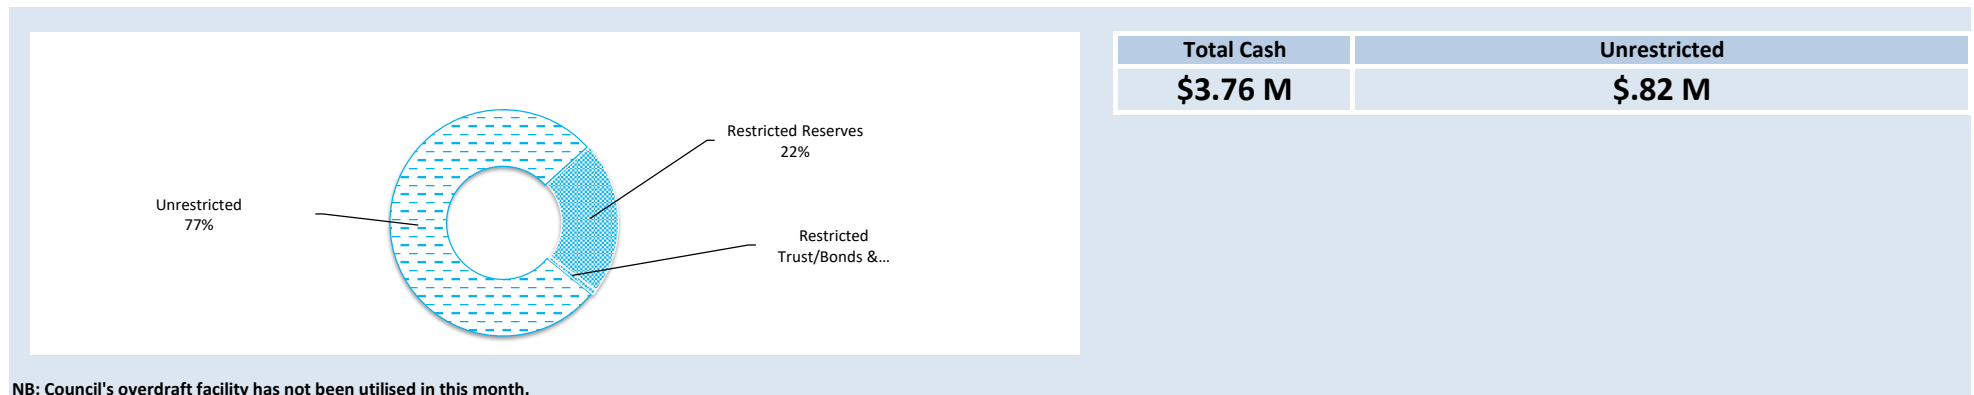 Total Cash
Unrestricted
$3.76 M
$.82 M
Restricted Reserves
22%
Unrestricted
77%
Restricted
Trust/Bonds &...
NB: Council's overdraft facility has not been utilised in this month.